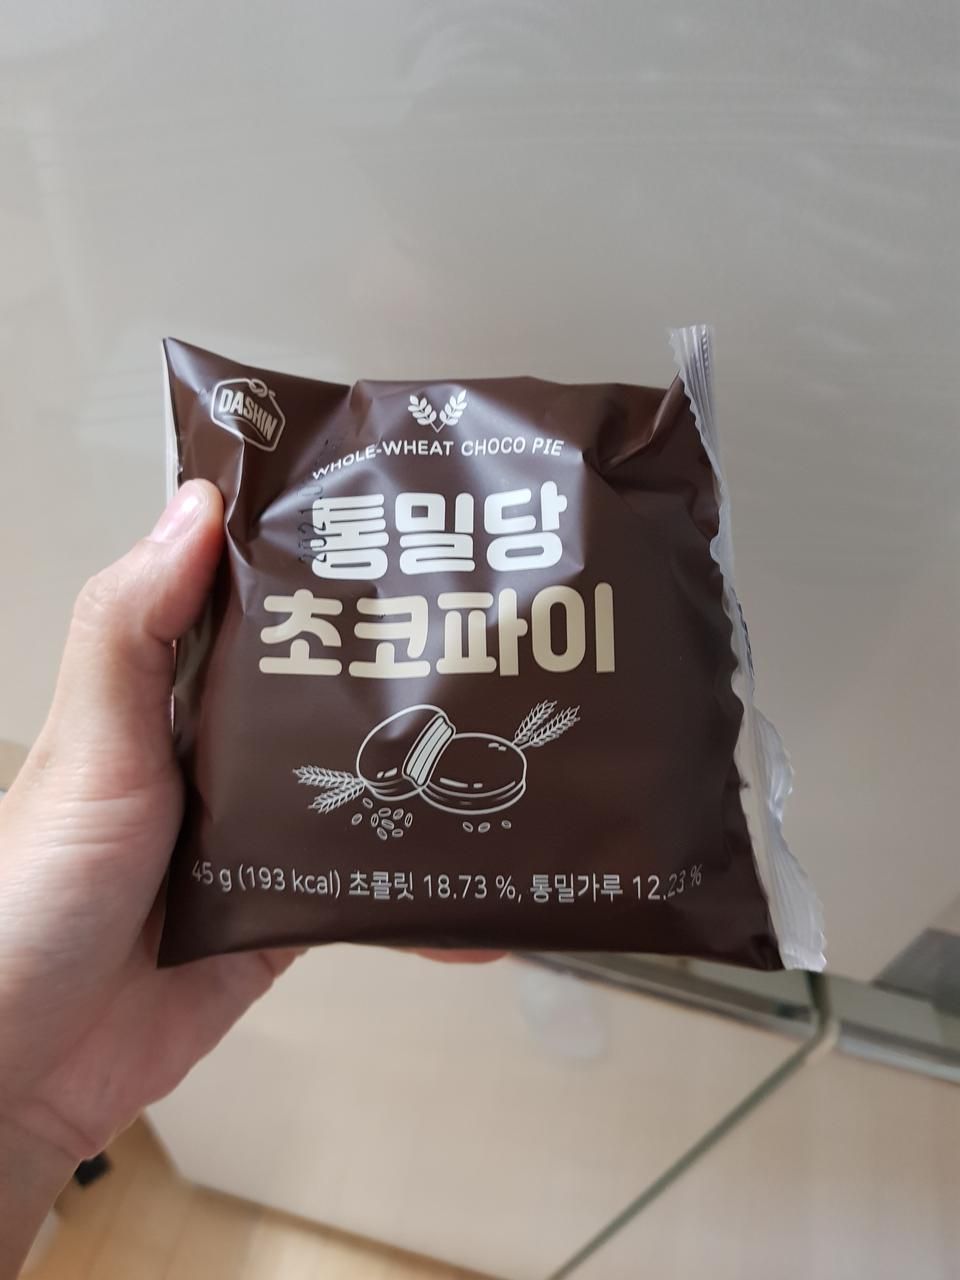 DASHIN
WHOLE-WHEAT CHOCO PIE
통밀당
초코파이
45 g (193 kcal) 초콜릿 18.73 %, 통밀가루 12.23 %